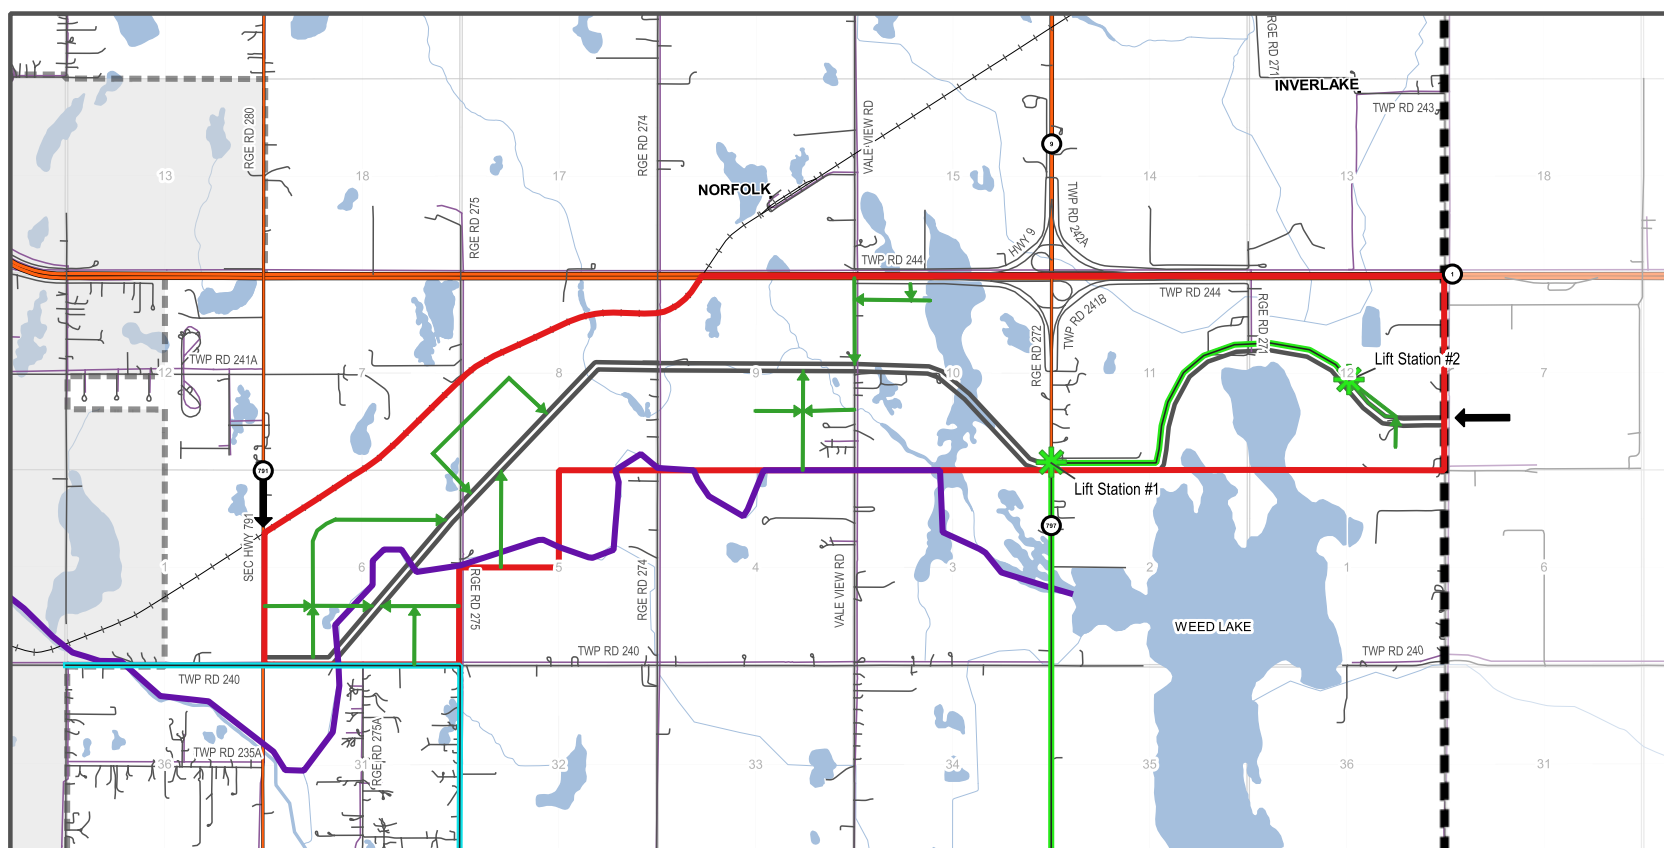 RGE RD 271
INVERLAKE
TWP RD 243
RGE RD 280
RGE RD 274
VALE VIEW RD
9
13
18
17
15
14
13
18
NORFOLK
RGE RD 275
HWY 9
TWP RD 242A
TWP RD 244
1
TWP RD 244
TWP RD 241B
RGE RD 272
RGE RD 271
TWP RD 241A
Lift Station #2
12
7
8
9
10
11
12
7
791
Lift Station #1
SEC HWY 791
797
1
6
5
4
3
2
1
6
RGE RD 275
RGE RD 274
VALE VIEW RD
WEED LAKE
TWP RD 240
TWP RD 240
TWP RD 240
TWP RD 235A
RGE RD 275A
36
31
32
33
34
35
36
31